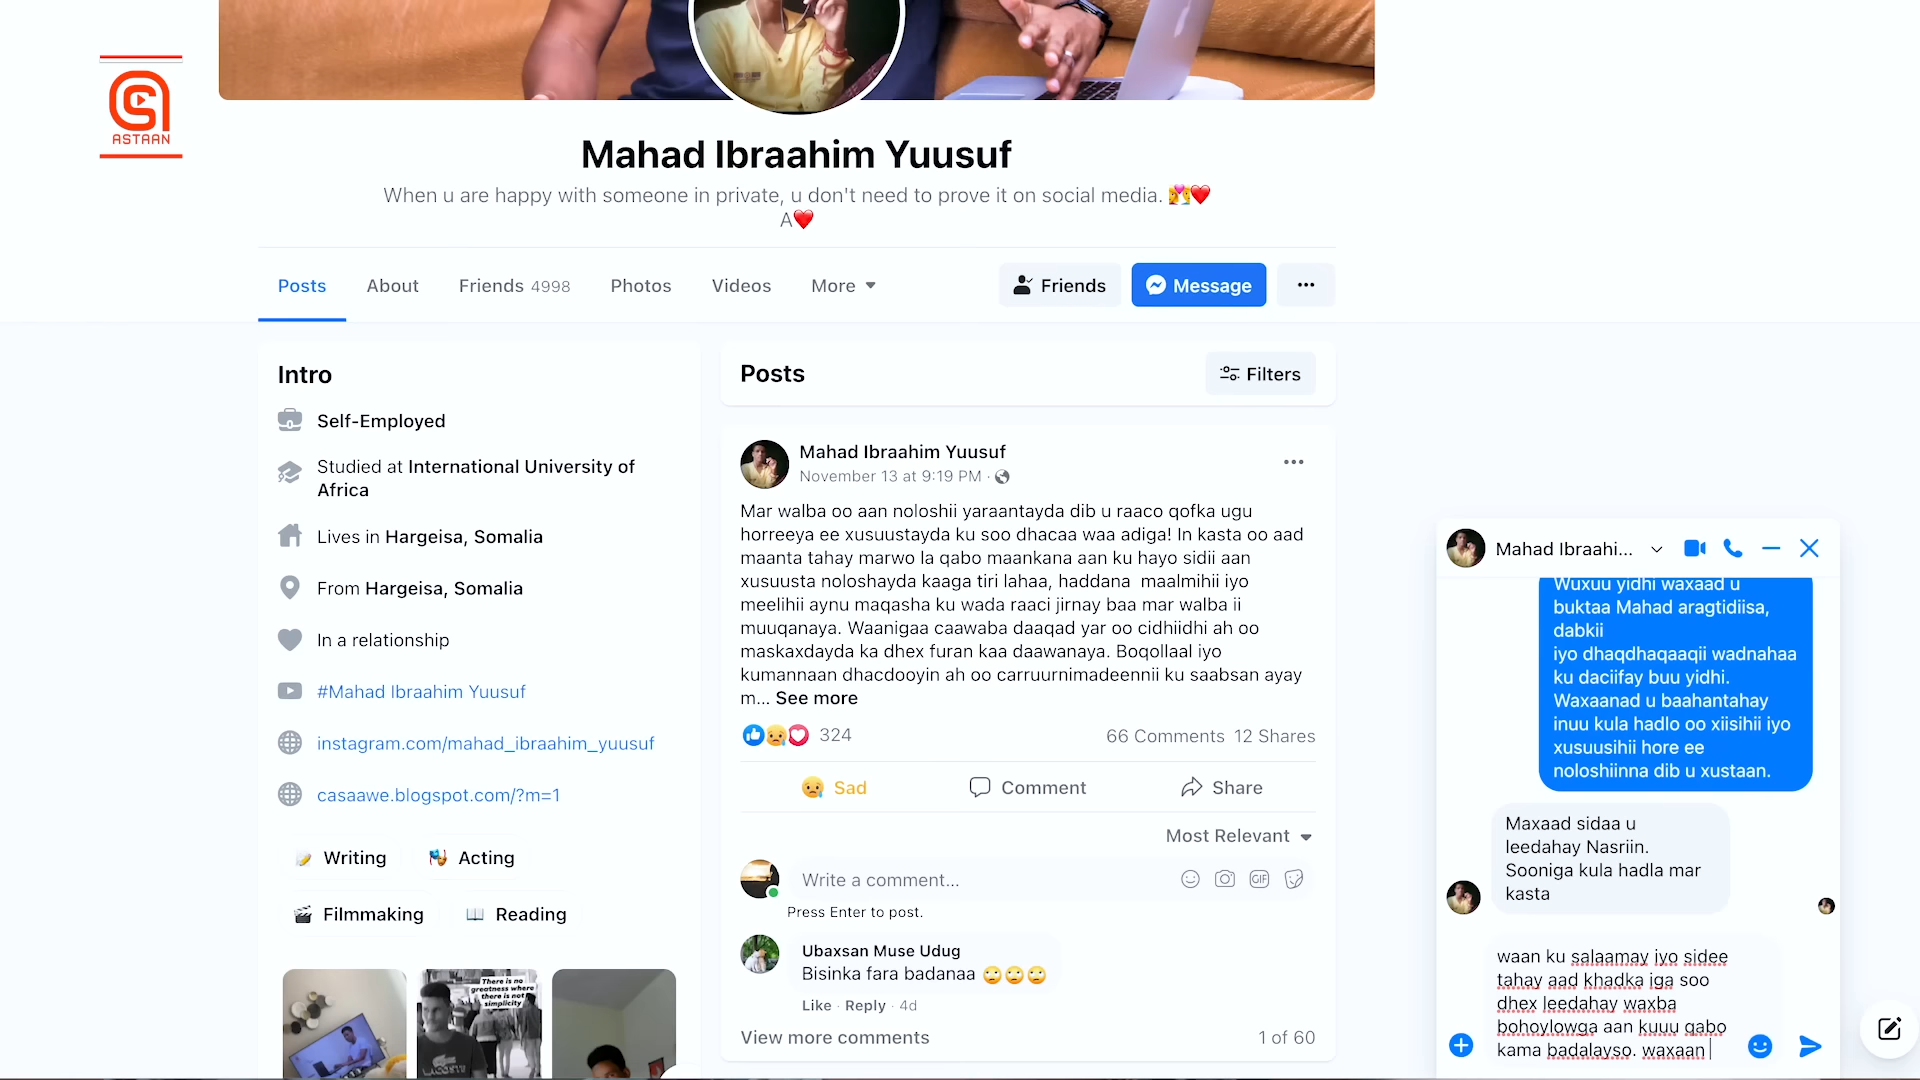 ASTAAN
Mahad Ibraahim Yuusuf
When u are happy with someone in private, u don't need to prove it on social media. 💏❤️
A❤️
Posts
About
Friends 4998
Photos
Videos
More
Friends
Message
Intro
Self-Employed
Studied at International University of
Africa
Lives in Hargeisa, Somalia
From Hargeisa, Somalia
In a relationship
#Mahad Ibraahim Yuusuf
instagram.com/mahad_ibraahim_yuusuf
casaawe.blogspot.com/?m=1
Writing
Acting
Filmmaking
Reading
There is no
greatness where
there is not
simplicity
Posts
Filters
Mahad Ibraahim Yuusuf
November 13 at 9:19 PM ·
Mar walba oo aan noloshii yaraantayda dib u raaco qofka ugu
horreeya ee xusuustayda ku soo dhacaa waa adiga! In kasta oo aad
maanta tahay marwo la qabo maankana aan ku hayo sidii aan
xusuusta noloshayda kaaga tiri lahaa, haddana  maalmihii iyo
meelihii aynu maqasha ku wada raaci jirnay baa mar walba ii
muuqanaya. Waanigaa caawaba daaqad yar oo cidhiidhi ah oo
maskaxdayda ka dhex furan kaa daawanaya. Boqollaal iyo
kumannaan dhacdooyin ah oo carruurnimadeennii ku saabsan ayay
m... See more
324
66 Comments 12 Shares
Sad
Comment
Share
Most Relevant
Write a comment...
GIF
Press Enter to post.
Ubaxsan Muse Udug
Bisinka fara badanaa 🙄🙄🙄
Like · Reply · 4d
View more comments
1 of 60
Mahad Ibraahi...
Wuxuu yidhi waxaad u
buktaa Mahad aragtidiisa,
dabkii
iyo dhaqdhaqaaqii wadnahaa
ku daciifay buu yidhi.
Waxaanad u baahantahay
inuu kula hadlo oo xiisihii iyo
xusuusihii hore ee
noloshiinna dib u xustaan.
Maxaad sidaa u
leedahay Nasriin.
Sooniga kula hadla mar
kasta
waan ku salaamay iyo sidee
tahay aad khadka iga soo
dhex leedahay waxba
bohoylowga aan kuuu qabo
kama badalayso. waxaan